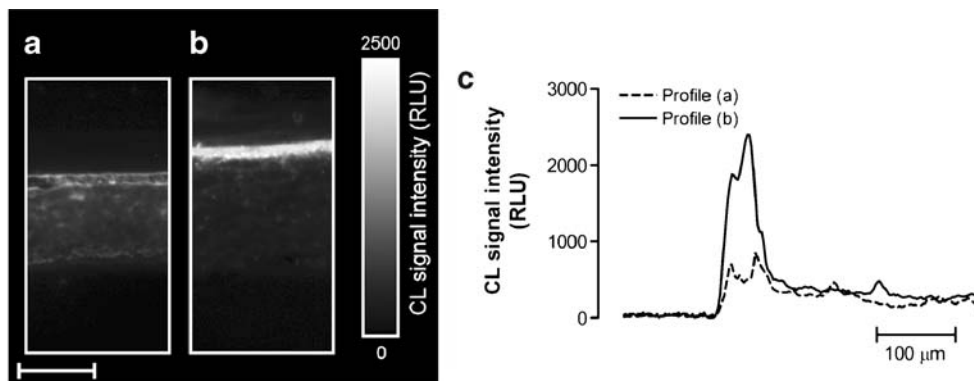 a
b
2500
CL signal intensity (RLU)
0
c
CL signal intensity
(RLU)
3000
2000
1000
0
Profile (a)
Profile (b)
100 μm